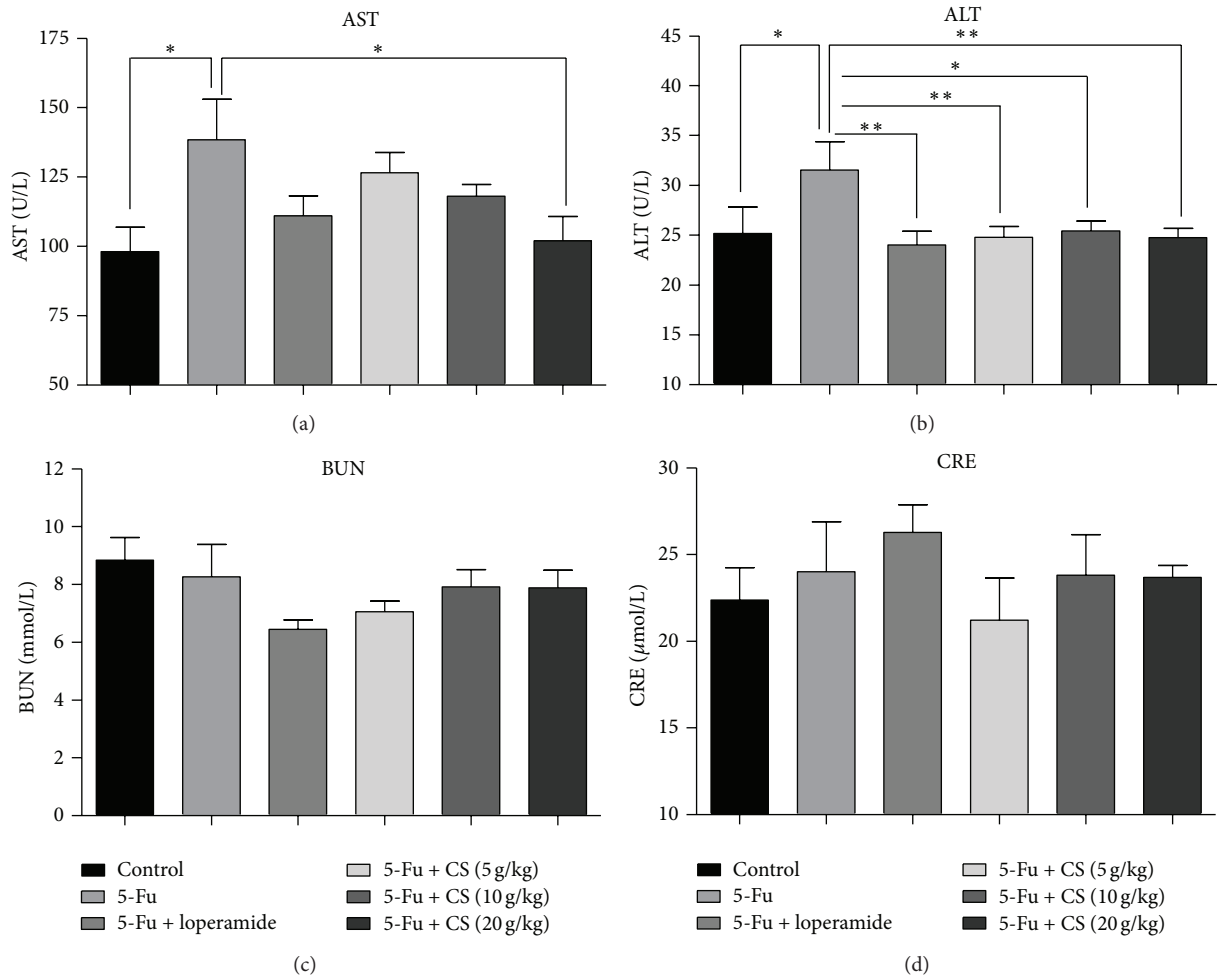 AST
175
150
125
100
75
50
AST (U/L)
*
*
(a)
ALT
45
40
35
30
25
20
15
10
ALT (U/L)
*
**
*
**
**
(b)
BUN
12
10
8
6
4
2
0
BUN (mmol/L)
Control
5-Fu
5-Fu + loperamide
5-Fu + CS (5 g/kg)
5-Fu + CS (10 g/kg)
5-Fu + CS (20 g/kg)
(c)
CRE
30
25
20
15
10
CRE (μmol/L)
Control
5-Fu
5-Fu + loperamide
5-Fu + CS (5 g/kg)
5-Fu + CS (10 g/kg)
5-Fu + CS (20 g/kg)
(d)